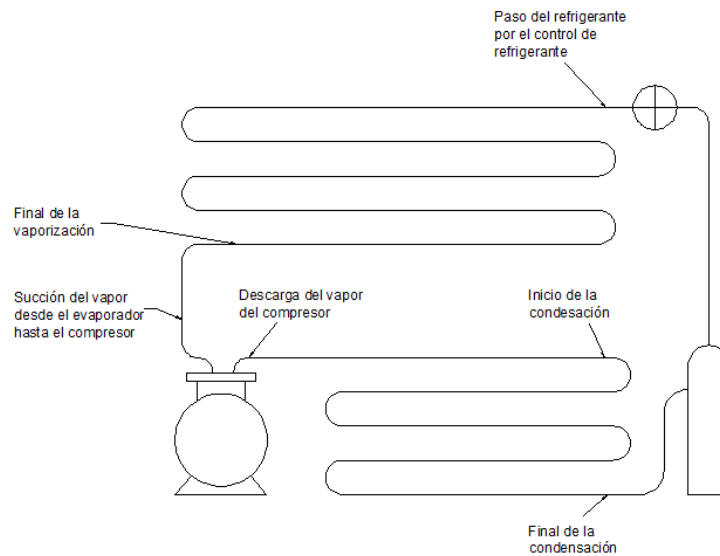 Paso del refrigerante
por el control de
refrigerante
Final de la
vaporización
Succión del vapor
desde el evaporador
hasta el compresor
Descarga del vapor
del compresor
Inicio de la
condesación
Final de la
condensación